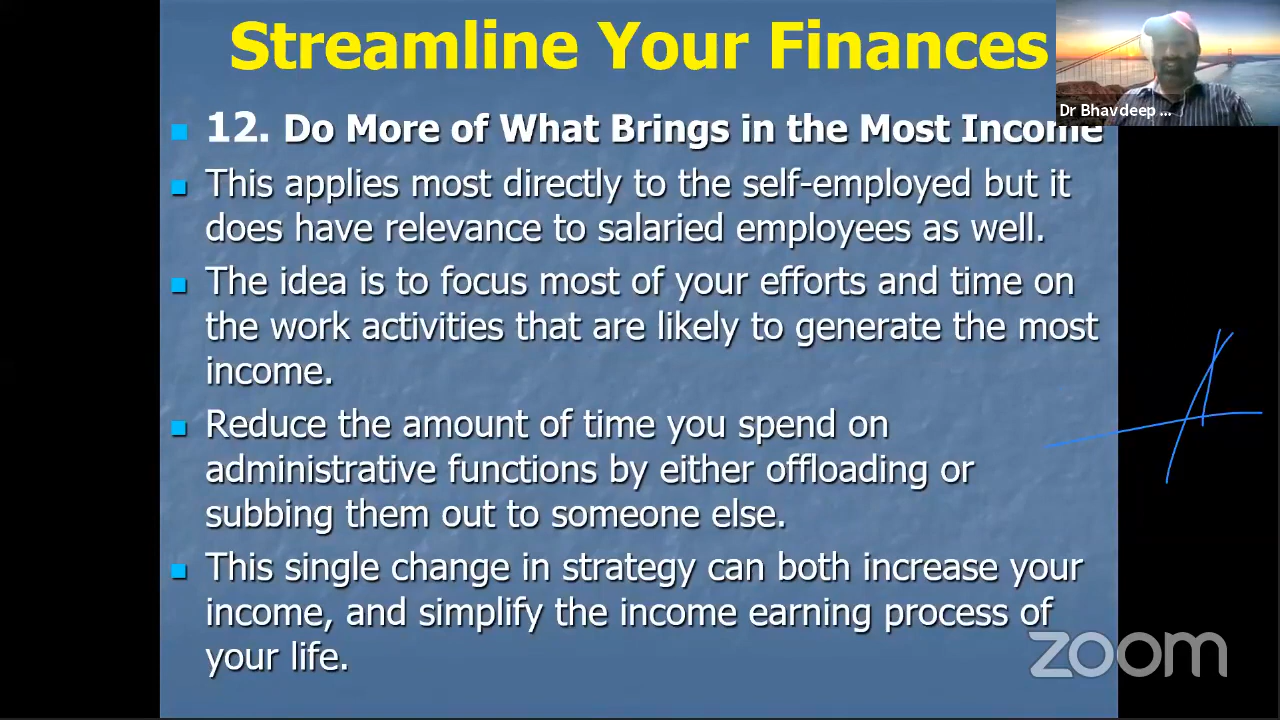 Streamline Your Finances
Dr Bhavdeep ...
12. Do More of What Brings in the Most Income
This applies most directly to the self-employed but it
does have relevance to salaried employees as well.
The idea is to focus most of your efforts and time on
the work activities that are likely to generate the most
income.
Reduce the amount of time you spend on
administrative functions by either offloading or
subbing them out to someone else.
This single change in strategy can both increase your
income, and simplify the income earning process of
your life.
zoom